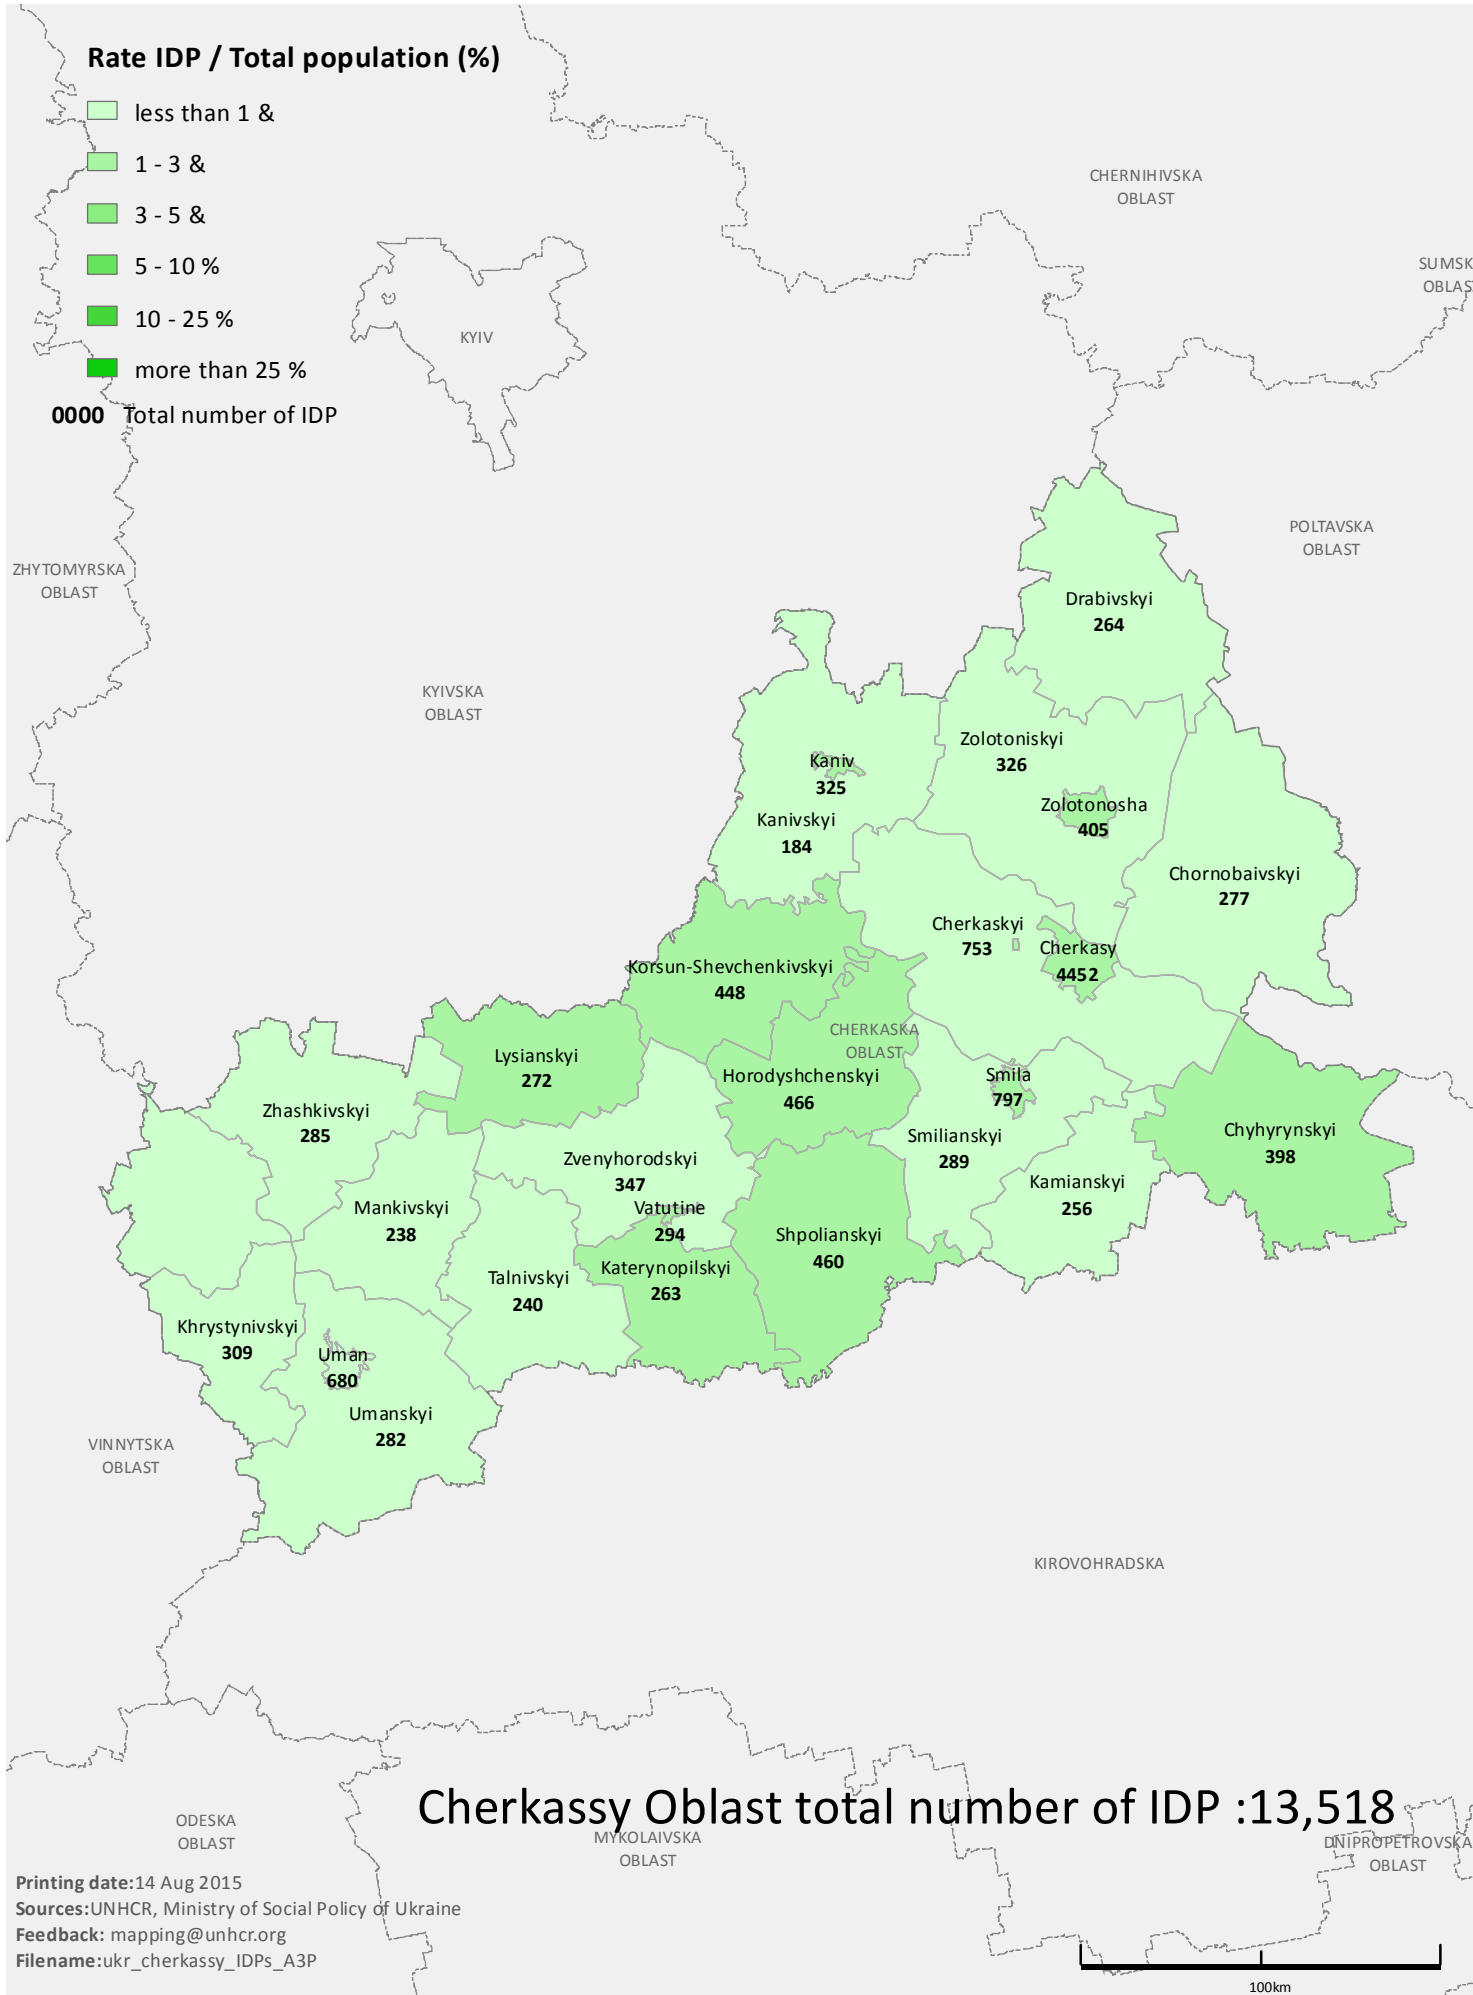 Rate IDP / Total population (%)
less than 1 &
1 - 3 &
3 - 5 &
5 - 10 %
10 - 25 %
more than 25 %
0000 Total number of IDP
CHERNIHIVSKA
OBLAST
SUMSK
OBLAST
KYIV
POLTAVSKA
OBLAST
ZHYTOMYRSKA
OBLAST
Drabivskyi
264
KYIVSKA
OBLAST
Zolotoniskyi
326
Kaniv
325
Zolotonosha
405
Kanivskyi
184
Chornobaivskyi
277
Cherkaskyi
753
Cherkasy
4452
Korsun-Shevchenkivskyi
448
CHERKASKA
OBLAST
Lysianskyi
272
Horodyshchenskyi
466
Smila
797
Zhashkivskyi
285
Chyhyrynskyi
398
Smilianskyi
289
Zvenyhorodskyi
347
Kamianskyi
256
Mankivskyi
238
Vatutine
294
Shpolianskyi
460
Katerynopilskyi
263
Talnivskyi
240
Khrystynivskyi
309
Uman
680
Umanskyi
282
VINNYTSKA
OBLAST
KIROVOHRADSKA
Cherkassy Oblast total number of IDP :13,518
ODESKA
OBLAST
MYKOLAIVSKA
OBLAST
DNIPROPETROVSKA
OBLAST
Printing date:14 Aug 2015
Sources:UNHCR, Ministry of Social Policy of Ukraine
Feedback: mapping@unhcr.org
Filename:ukr_cherkassy_IDPs_A3P
100km